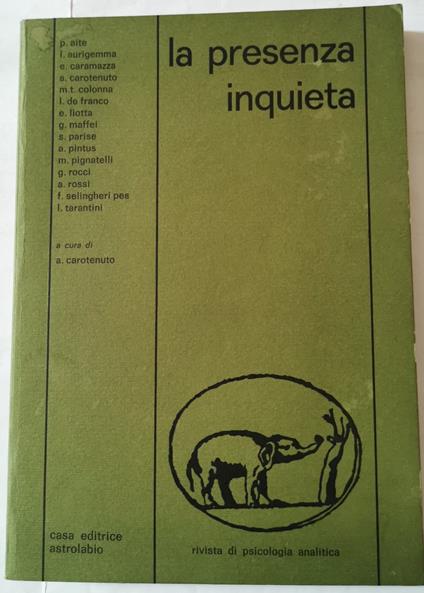 p. aite
l. aurigemma
e. caramazza
a. carotenuto
m.t. colonna
l. de franco
e. liotta
g. maffei
s. parise
a. pintus
m. pignatelli
g. rocci
a. rossi
f. selingheri pes
l. tarantini
a cura di
a. carotenuto
la presenza
inquieta
casa editrice
astrolabio
rivista di psicologia analitica